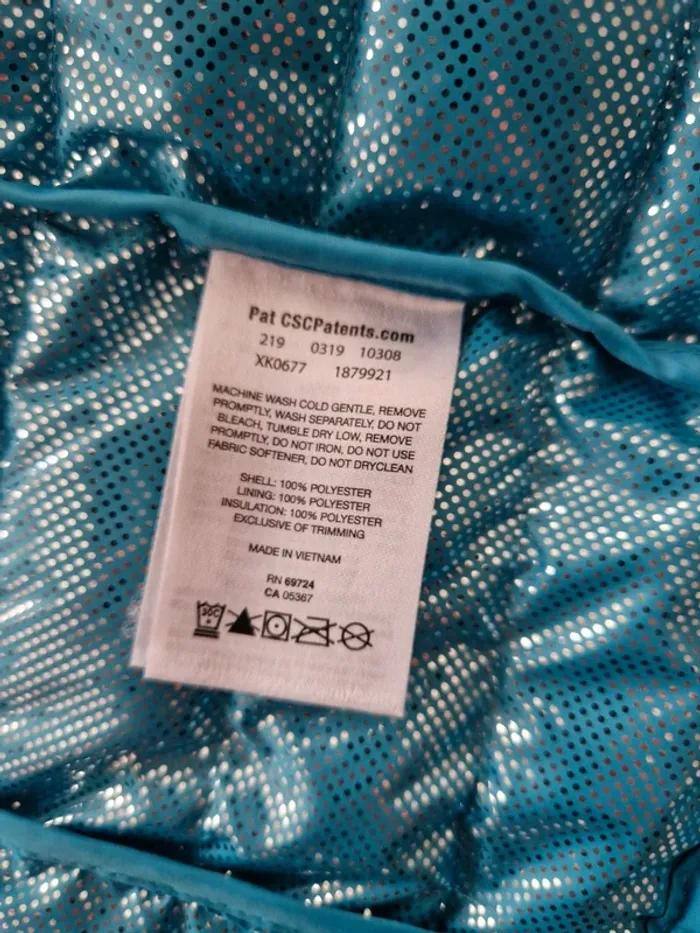 Pat CSCPatents.com
219 0319 10308
XK0677 1879921
MACHINE WASH COLD GENTLE, REMOVE
PROMPTLY, WASH SEPARATELY, DO NOT
BLEACH, TUMBLE DRY LOW, REMOVE
PROMPTLY, DO NOT IRON, DO NOT USE
FABRIC SOFTENER, DO NOT DRYCLEAN
SHELL: 100% POLYESTER
LINING: 100% POLYESTER
INSULATION: 100% POLYESTER
EXCLUSIVE OF TRIMMING
MADE IN VIETNAM
RN 69724
CA 05367
30C